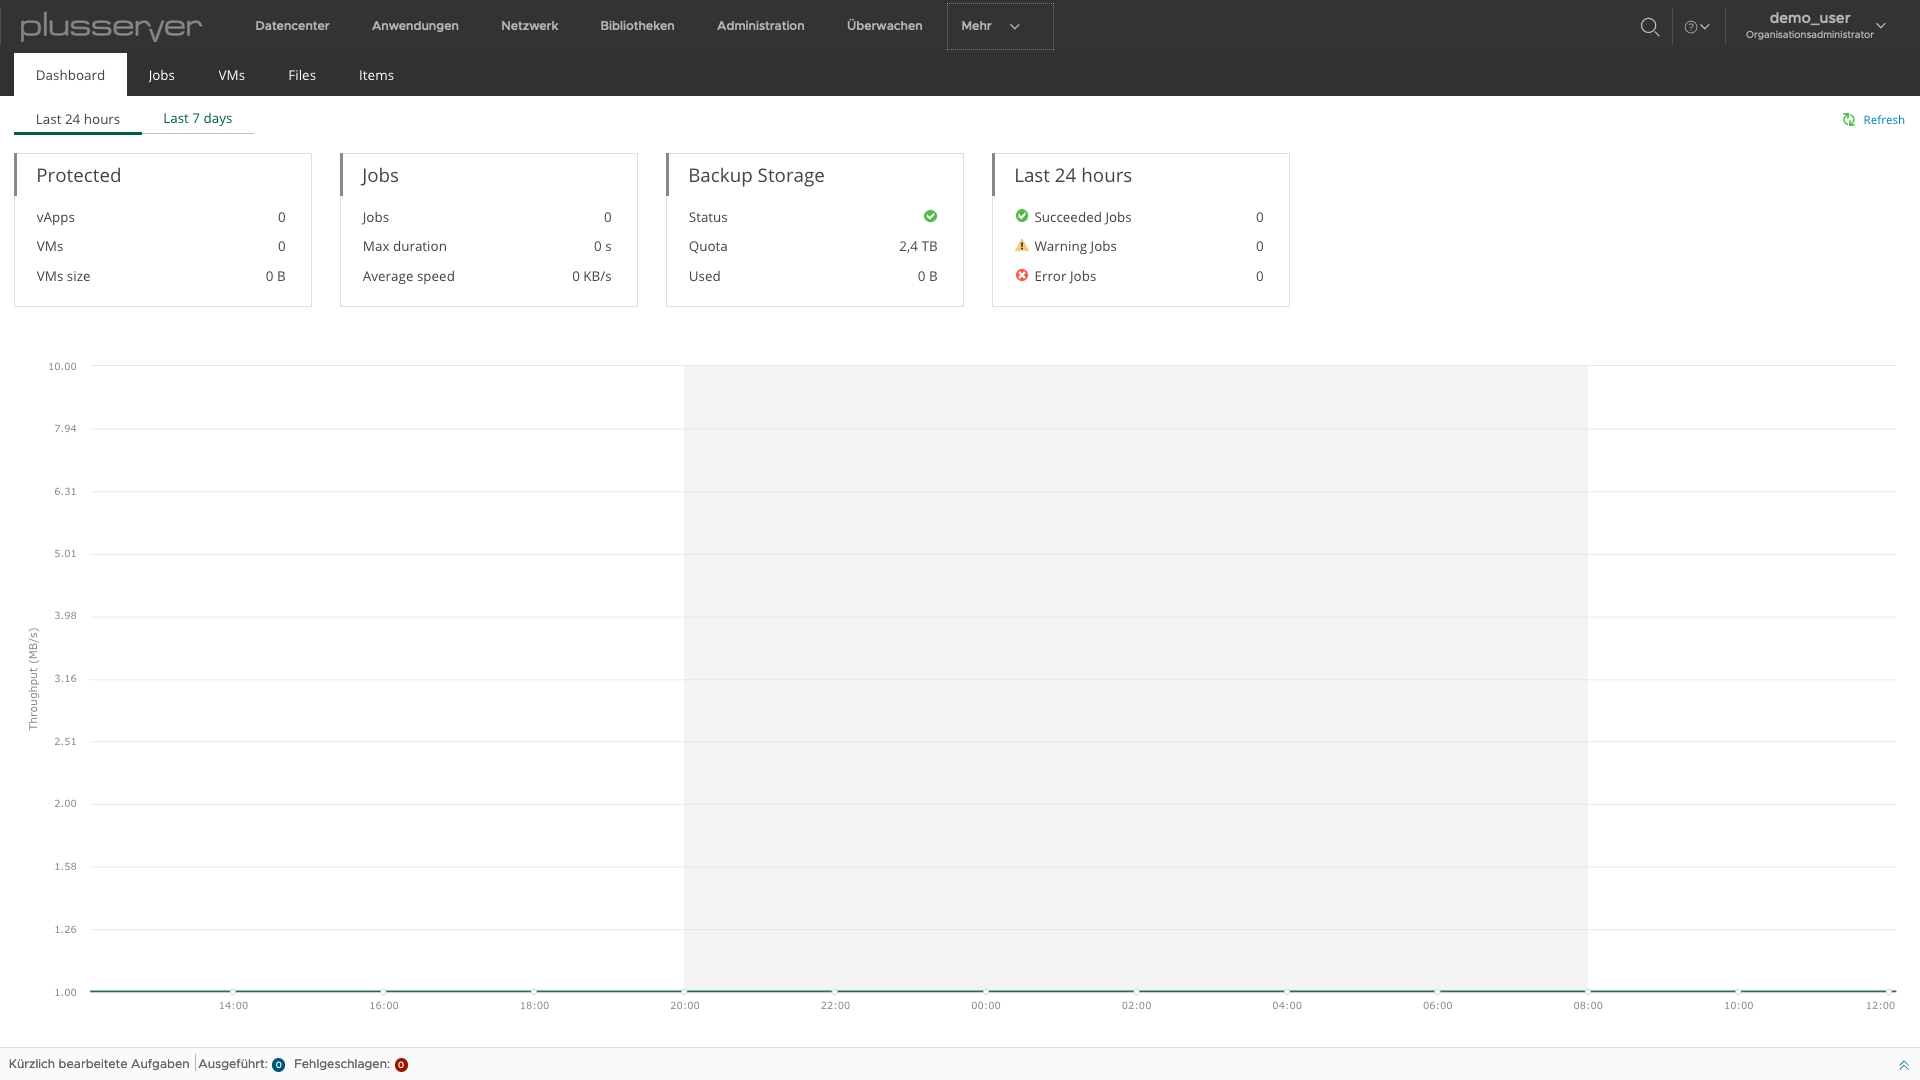 plusserver
Datencenter Anwendungen Netzwerk Bibliotheken Administration Überwachen Mehr
demo_user
Organisationsadministrator
Dashboard Jobs VMs Files Items
Last 24 hours Last 7 days
Refresh
Protected
vApps 0
VMs 0
VMs size 0 B
Jobs
Jobs 0
Max duration 0 s
Average speed 0 KB/s
Backup Storage
Status
Quota 2,4 TB
Used 0 B
Last 24 hours
Succeeded Jobs 0
Warning Jobs 0
Error Jobs 0
Throughput (MB/s)
10.00
7.94
6.31
5.01
3.98
3.16
2.51
2.00
1.58
1.26
1.00
14:00 16:00 18:00 20:00 22:00 00:00 02:00 04:00 06:00 08:00 10:00 12:00
Kürzlich bearbeitete Aufgaben Ausgeführt: 0 Fehlgeschlagen: 0